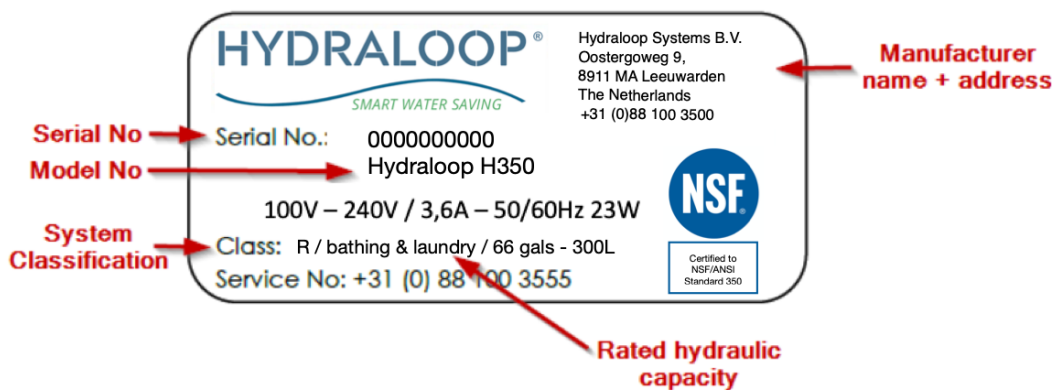 HYDRALOOP®
SMART WATER SAVING
Hydraloop Systems B.V.
Oostergoweg 9,
8911 MA Leeuwarden
The Netherlands
+31 (0)88 100 3500
Manufacturer
name + address
Serial No
Serial No.: 0000000000
Model No
Hydraloop H350
NSF®
100V – 240V / 3,6A – 50/60Hz 23W
System
Classification
Class: R / bathing & laundry / 66 gals - 300L
Certified to
NSF/ANSI
Standard 350
Service No: +31 (0) 88 100 3555
Rated hydraulic
capacity